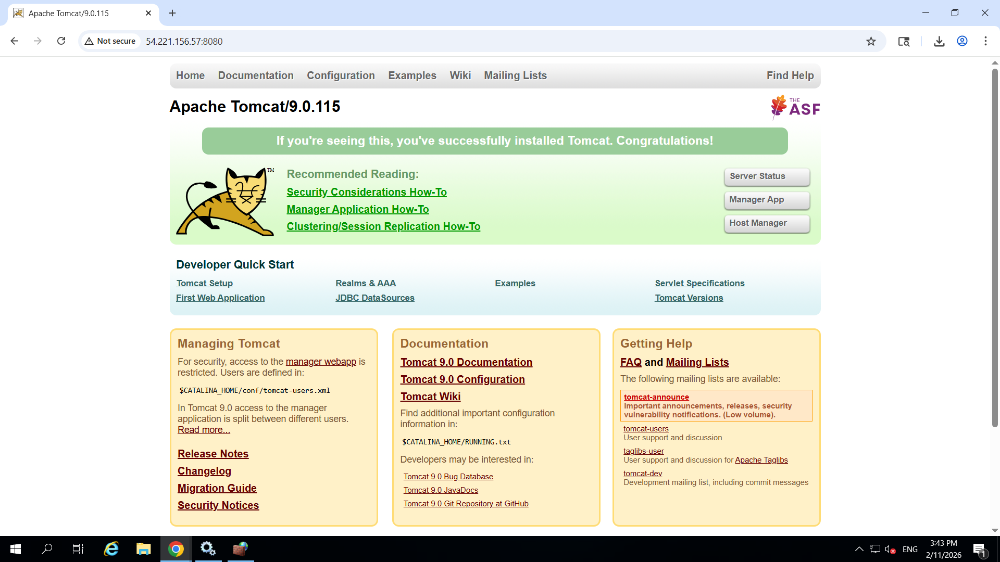 Apache Tomcat/9.0.115
Not secure 54.221.156.57:8080
Home Documentation Configuration Examples Wiki Mailing Lists Find Help
Apache Tomcat/9.0.115
THE
ASF
If you're seeing this, you've successfully installed Tomcat. Congratulations!
TM
Recommended Reading:
Security Considerations How-To
Manager Application How-To
Clustering/Session Replication How-To
Server Status
Manager App
Host Manager
Developer Quick Start
Tomcat Setup
First Web Application
Realms & AAA
JDBC DataSources
Examples
Servlet Specifications
Tomcat Versions
Managing Tomcat
For security, access to the manager webapp is
restricted. Users are defined in:
$CATALINA_HOME/conf/tomcat-users.xml
In Tomcat 9.0 access to the manager
application is split between different users.
Read more...
Release Notes
Changelog
Migration Guide
Security Notices
Documentation
Tomcat 9.0 Documentation
Tomcat 9.0 Configuration
Tomcat Wiki
Find additional important configuration
information in:
$CATALINA_HOME/RUNNING.txt
Developers may be interested in:
Tomcat 9.0 Bug Database
Tomcat 9.0 JavaDocs
Tomcat 9.0 Git Repository at GitHub
Getting Help
FAQ and Mailing Lists
The following mailing lists are available:
tomcat-announce
Important announcements, releases, security
vulnerability notifications. (Low volume).
tomcat-users
User support and discussion
taglibs-user
User support and discussion for Apache Taglibs
tomcat-dev
Development mailing list, including commit messages
ENG
3:43 PM
2/11/2026
1